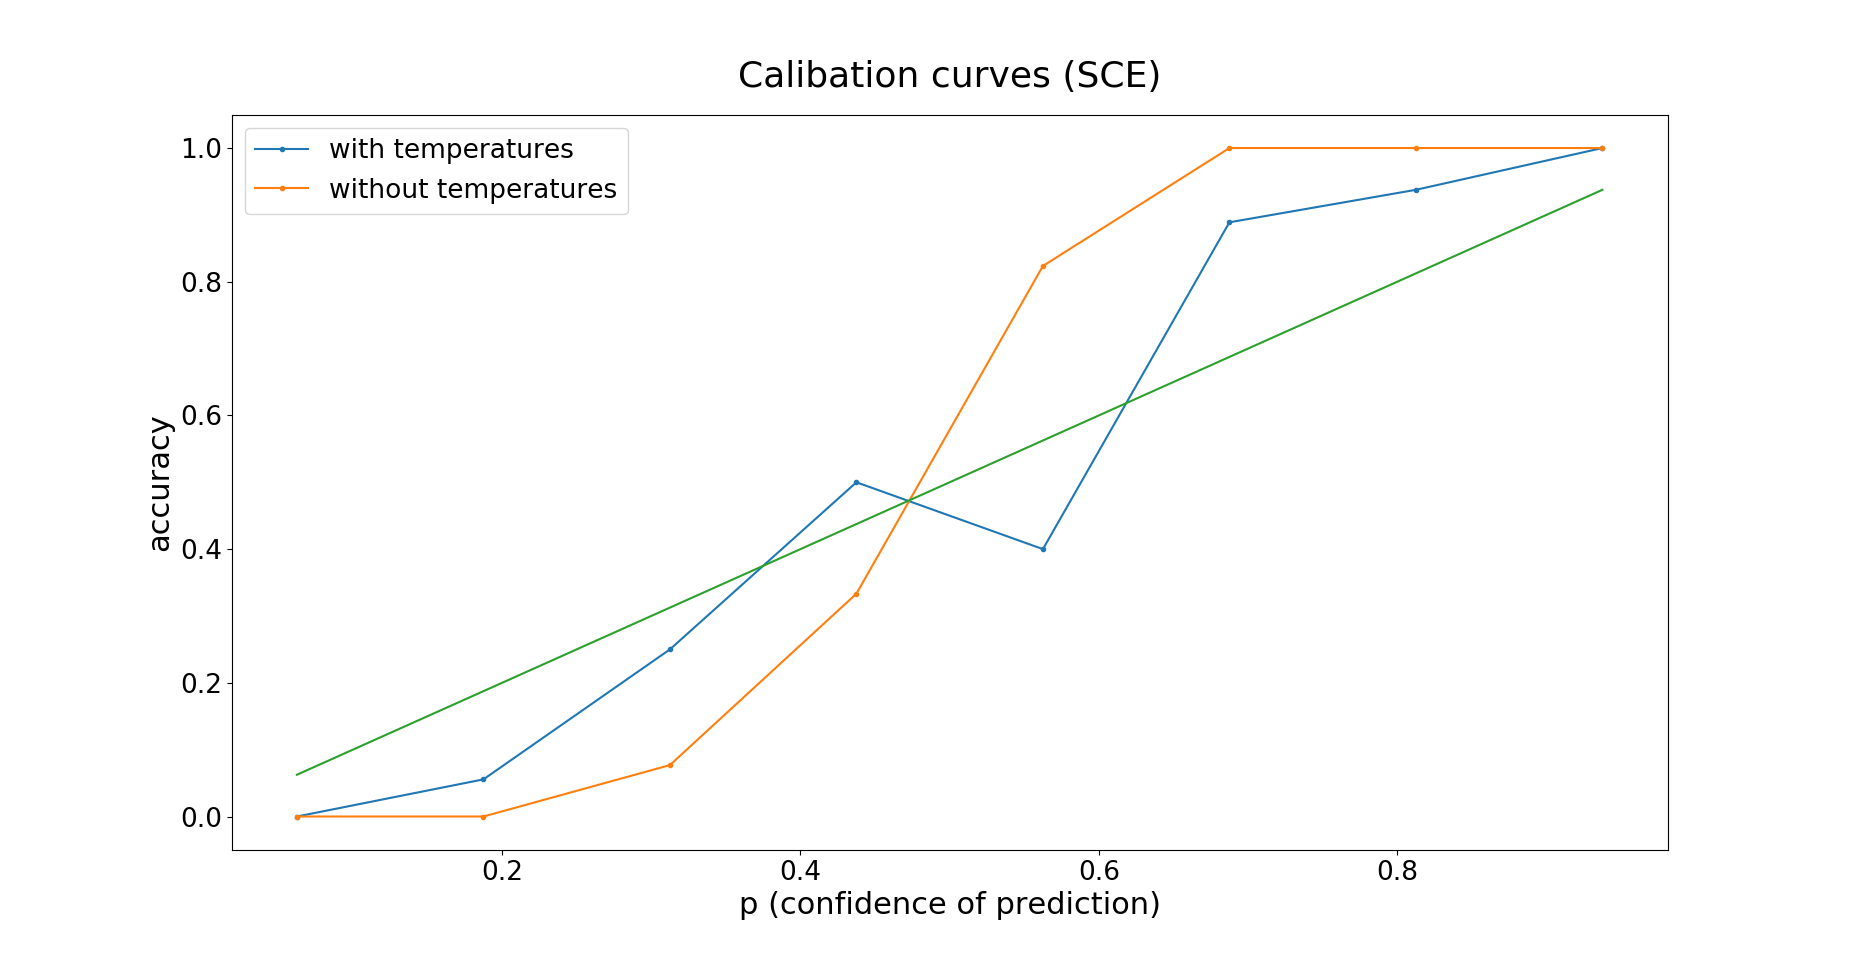 Calibation curves (SCE)
with temperatures
without temperatures
1.0
0.8
0.6
0.4
0.2
0.0
accuracy
0.2 0.4 0.6 0.8
p (confidence of prediction)